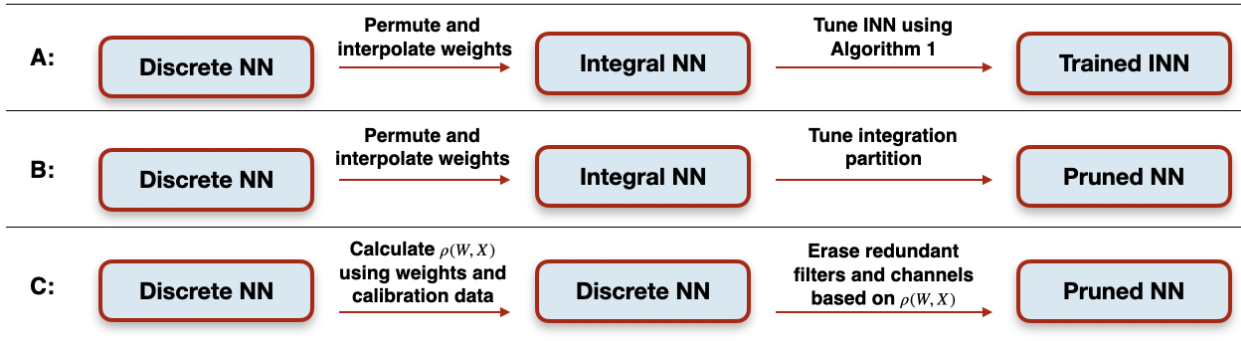 A:
Discrete NN
Permute and
interpolate weights
Integral NN
Tune INN using
Algorithm 1
Trained INN
B:
Discrete NN
Permute and
interpolate weights
Integral NN
Tune integration
partition
Pruned NN
C:
Discrete NN
Calculate ρ(W, X)
using weights and
calibration data
Discrete NN
Erase redundant
filters and channels
based on ρ(W, X)
Pruned NN